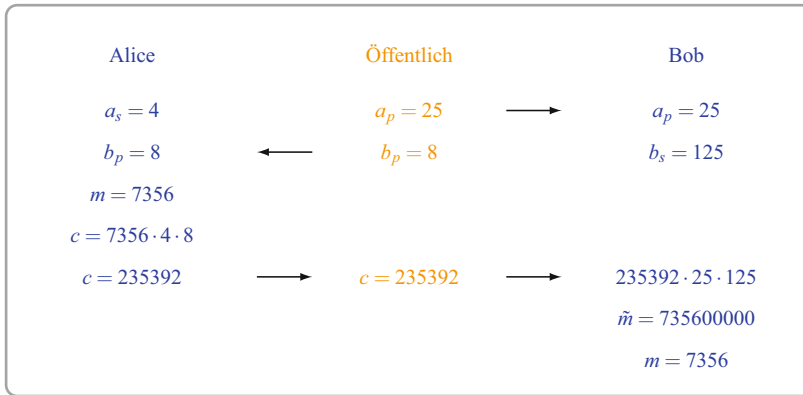 Alice Öffentlich Bob
a_s = 4 a_p = 25 a_p = 25
b_p = 8 b_p = 8 b_s = 125
m = 7356
c = 7356 · 4 · 8
c = 235392 c = 235392 235392 · 25 · 125
m̃ = 735600000
m = 7356